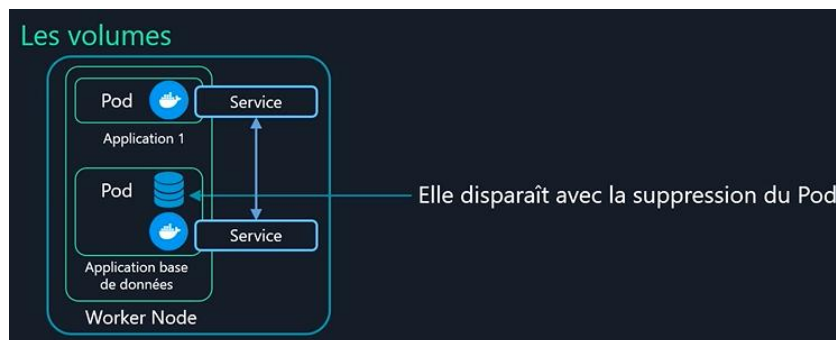 Les volumes
Pod
Service
Application 1
Pod
Elle disparaît avec la suppression du Pod
Service
Application base
de données
Worker Node